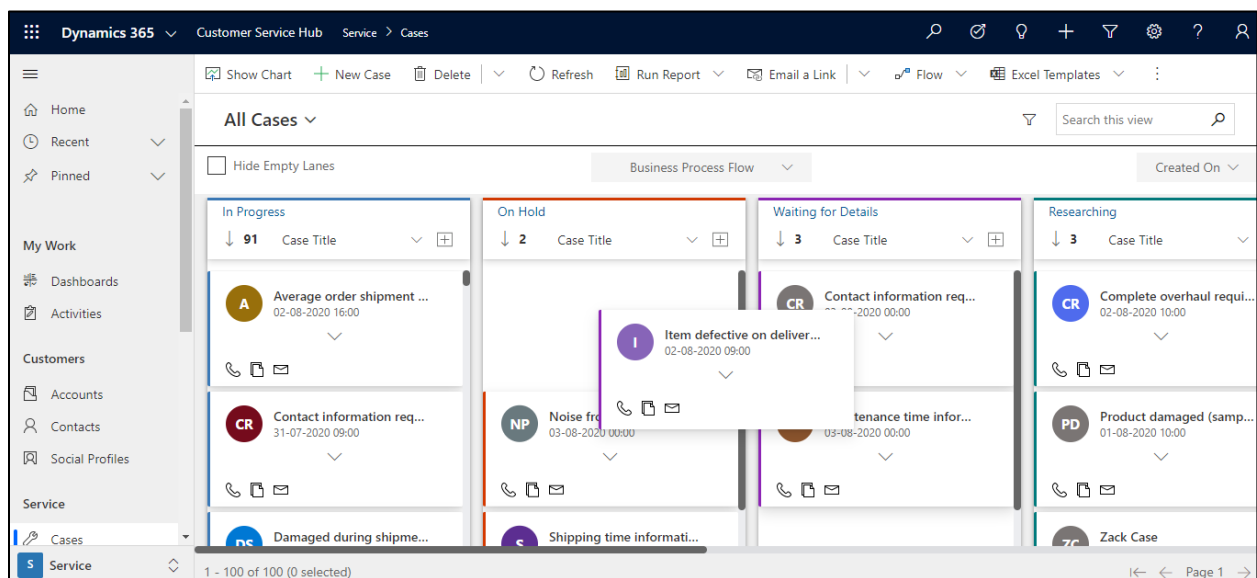 Dynamics 365 Customer Service Hub Service > Cases
Show Chart New Case Delete Refresh Run Report Email a Link Flow Excel Templates
Home
Recent
Pinned
My Work
Dashboards
Activities
Customers
Accounts
Contacts
Social Profiles
Service
Cases
S Service
All Cases
Search this view
Hide Empty Lanes
Business Process Flow
Created On
In Progress
91 Case Title
A Average order shipment ...
02-08-2020 16:00
CR Contact information req...
31-07-2020 09:00
DS Damaged during shipme...
On Hold
2 Case Title
NP Noise fro
03-08-2020 00:00
S Shipping time informati...
I Item defective on deliver...
02-08-2020 09:00
Waiting for Details
3 Case Title
CR Contact information req...
-2020 00:00
tenance time infor...
03-08-2020 00:00
Researching
3 Case Title
CR Complete overhaul requi...
02-08-2020 10:00
PD Product damaged (samp...
01-08-2020 10:00
ZC Zack Case
1 - 100 of 100 (0 selected)
Page 1